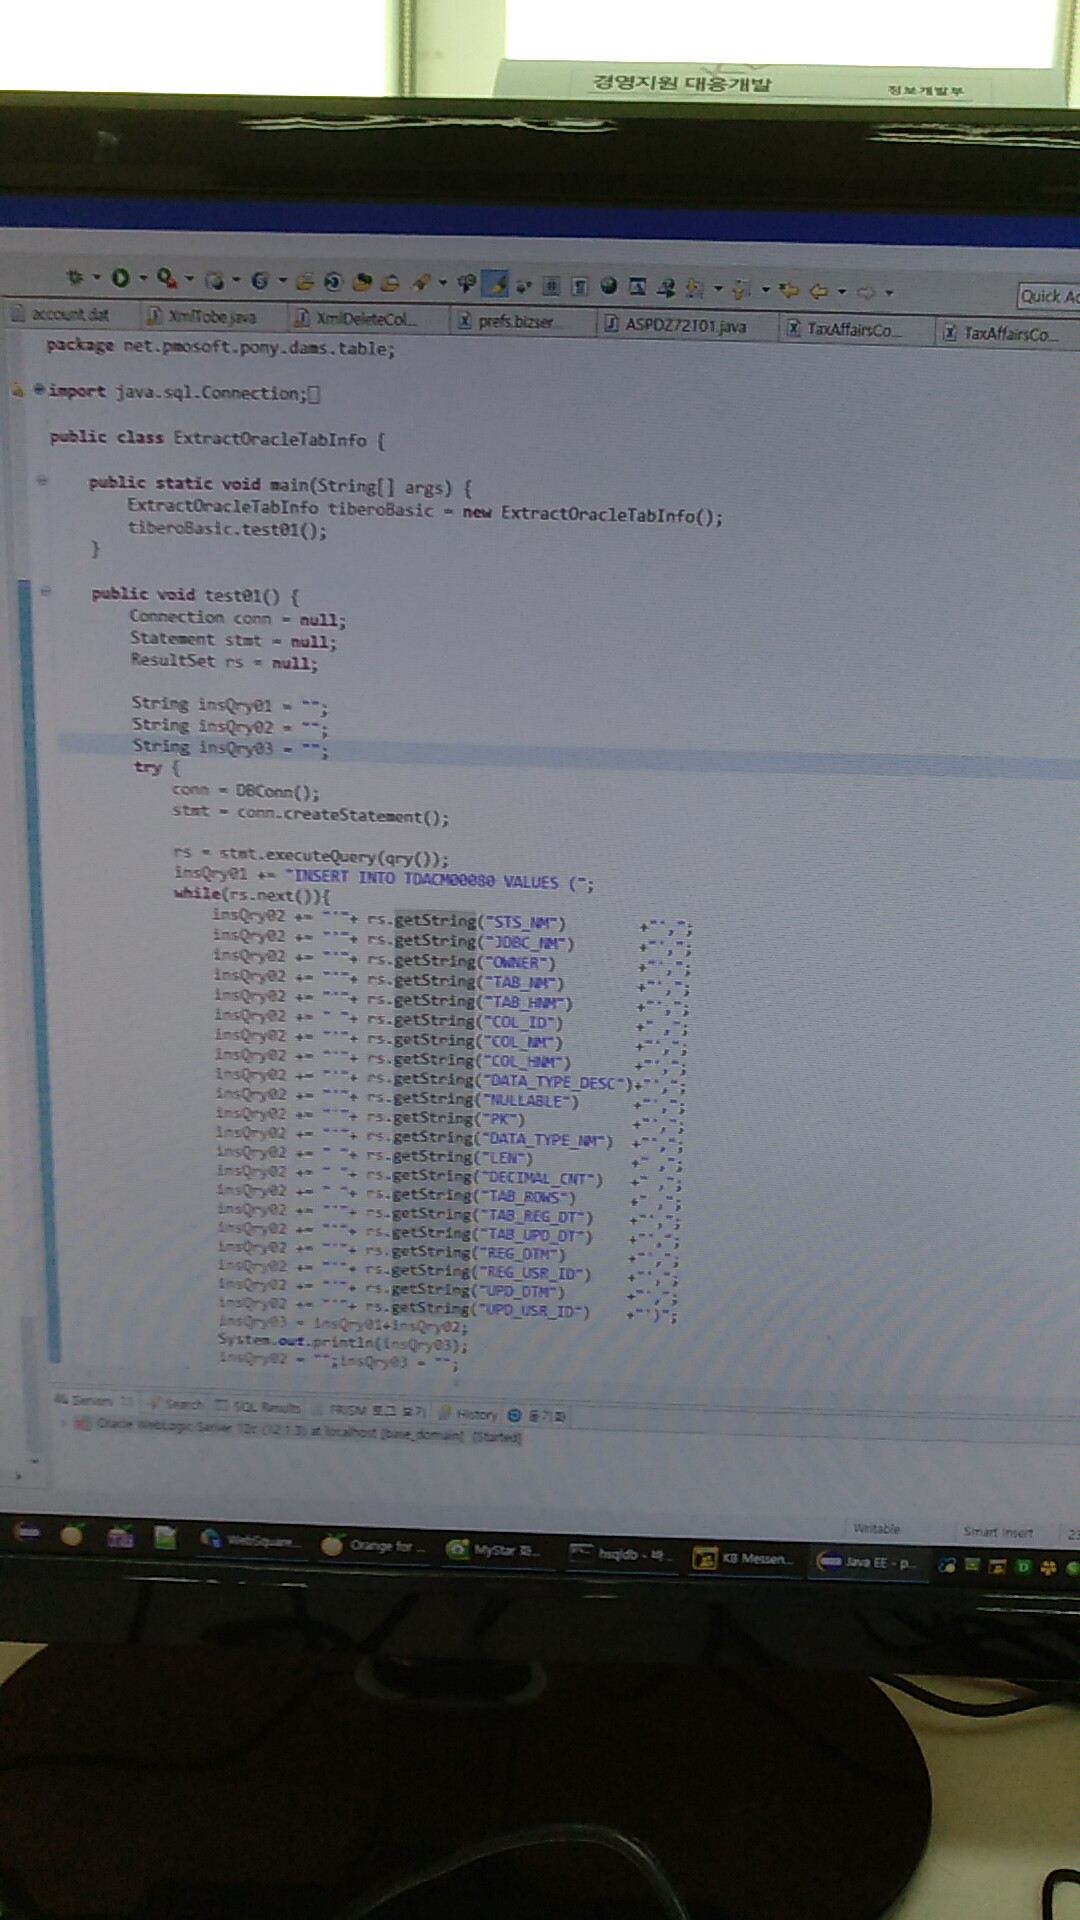 경영지원 대응개발
정보개발부
Quick Ac
account.dat XmlTobe.java XmlDeleteCol... prefs.bizser... ASPDZ72101.java TaxAffairsCo... TaxAffairsCo...
package net.pmosoft.pony.dams.table;
import java.sql.Connection;
public class ExtractOracleTabInfo {
public static void main(String[] args) {
ExtractOracleTabInfo tiberoBasic = new ExtractOracleTabInfo();
tiberoBasic.test01();
}
public void test01() {
Connection conn = null;
Statement stmt = null;
ResultSet rs = null;
String insQry01 = "";
String insQry02 = "";
String insQry03 = "";
try {
conn = DBConn();
stmt = conn.createStatement();
rs = stmt.executeQuery(qry());
insQry01 += "INSERT INTO TDACM00080 VALUES (";
while(rs.next()){
insQry02 += "'"+ rs.getString("STS_NM") +"',";
insQry02 += "'"+ rs.getString("JDBC_NM") +"',";
insQry02 += "'"+ rs.getString("OWNER") +"',";
insQry02 += "'"+ rs.getString("TAB_NM") +"',";
insQry02 += "'"+ rs.getString("TAB_HNM") +"',";
insQry02 += " "+ rs.getString("COL_ID") +" ,";
insQry02 += "'"+ rs.getString("COL_NM") +"',";
insQry02 += "'"+ rs.getString("COL_HNM") +"',";
insQry02 += "'"+ rs.getString("DATA_TYPE_DESC")+"',";
insQry02 += "'"+ rs.getString("NULLABLE") +"',";
insQry02 += "'"+ rs.getString("PK") +"',";
insQry02 += "'"+ rs.getString("DATA_TYPE_NM") +"',";
insQry02 += " "+ rs.getString("LEN") +" ,";
insQry02 += " "+ rs.getString("DECIMAL_CNT") +" ,";
insQry02 += " "+ rs.getString("TAB_ROWS") +" ,";
insQry02 += "'"+ rs.getString("TAB_REG_DT") +"',";
insQry02 += "'"+ rs.getString("TAB_UPD_DT") +"',";
insQry02 += "'"+ rs.getString("REG_DTM") +"',";
insQry02 += "'"+ rs.getString("REG_USR_ID") +"',";
insQry02 += "'"+ rs.getString("UPD_DTM") +"',";
insQry02 += "'"+ rs.getString("UPD_USR_ID") +"')";
insQry03 = insQry01+insQry02;
System.out.println(insQry03);
insQry02 = "";insQry03 = "";
Servers Search SQL Results PRISM 로그 보기 History 동기화
Oracle WebLogic Server 12c (12.1.3) at localhost [base_domain] [Started]
Writable Smart Insert
WebSquare... Orange for ... MyStar 화... hsqldb - 바... KB Messen... Java EE - p...